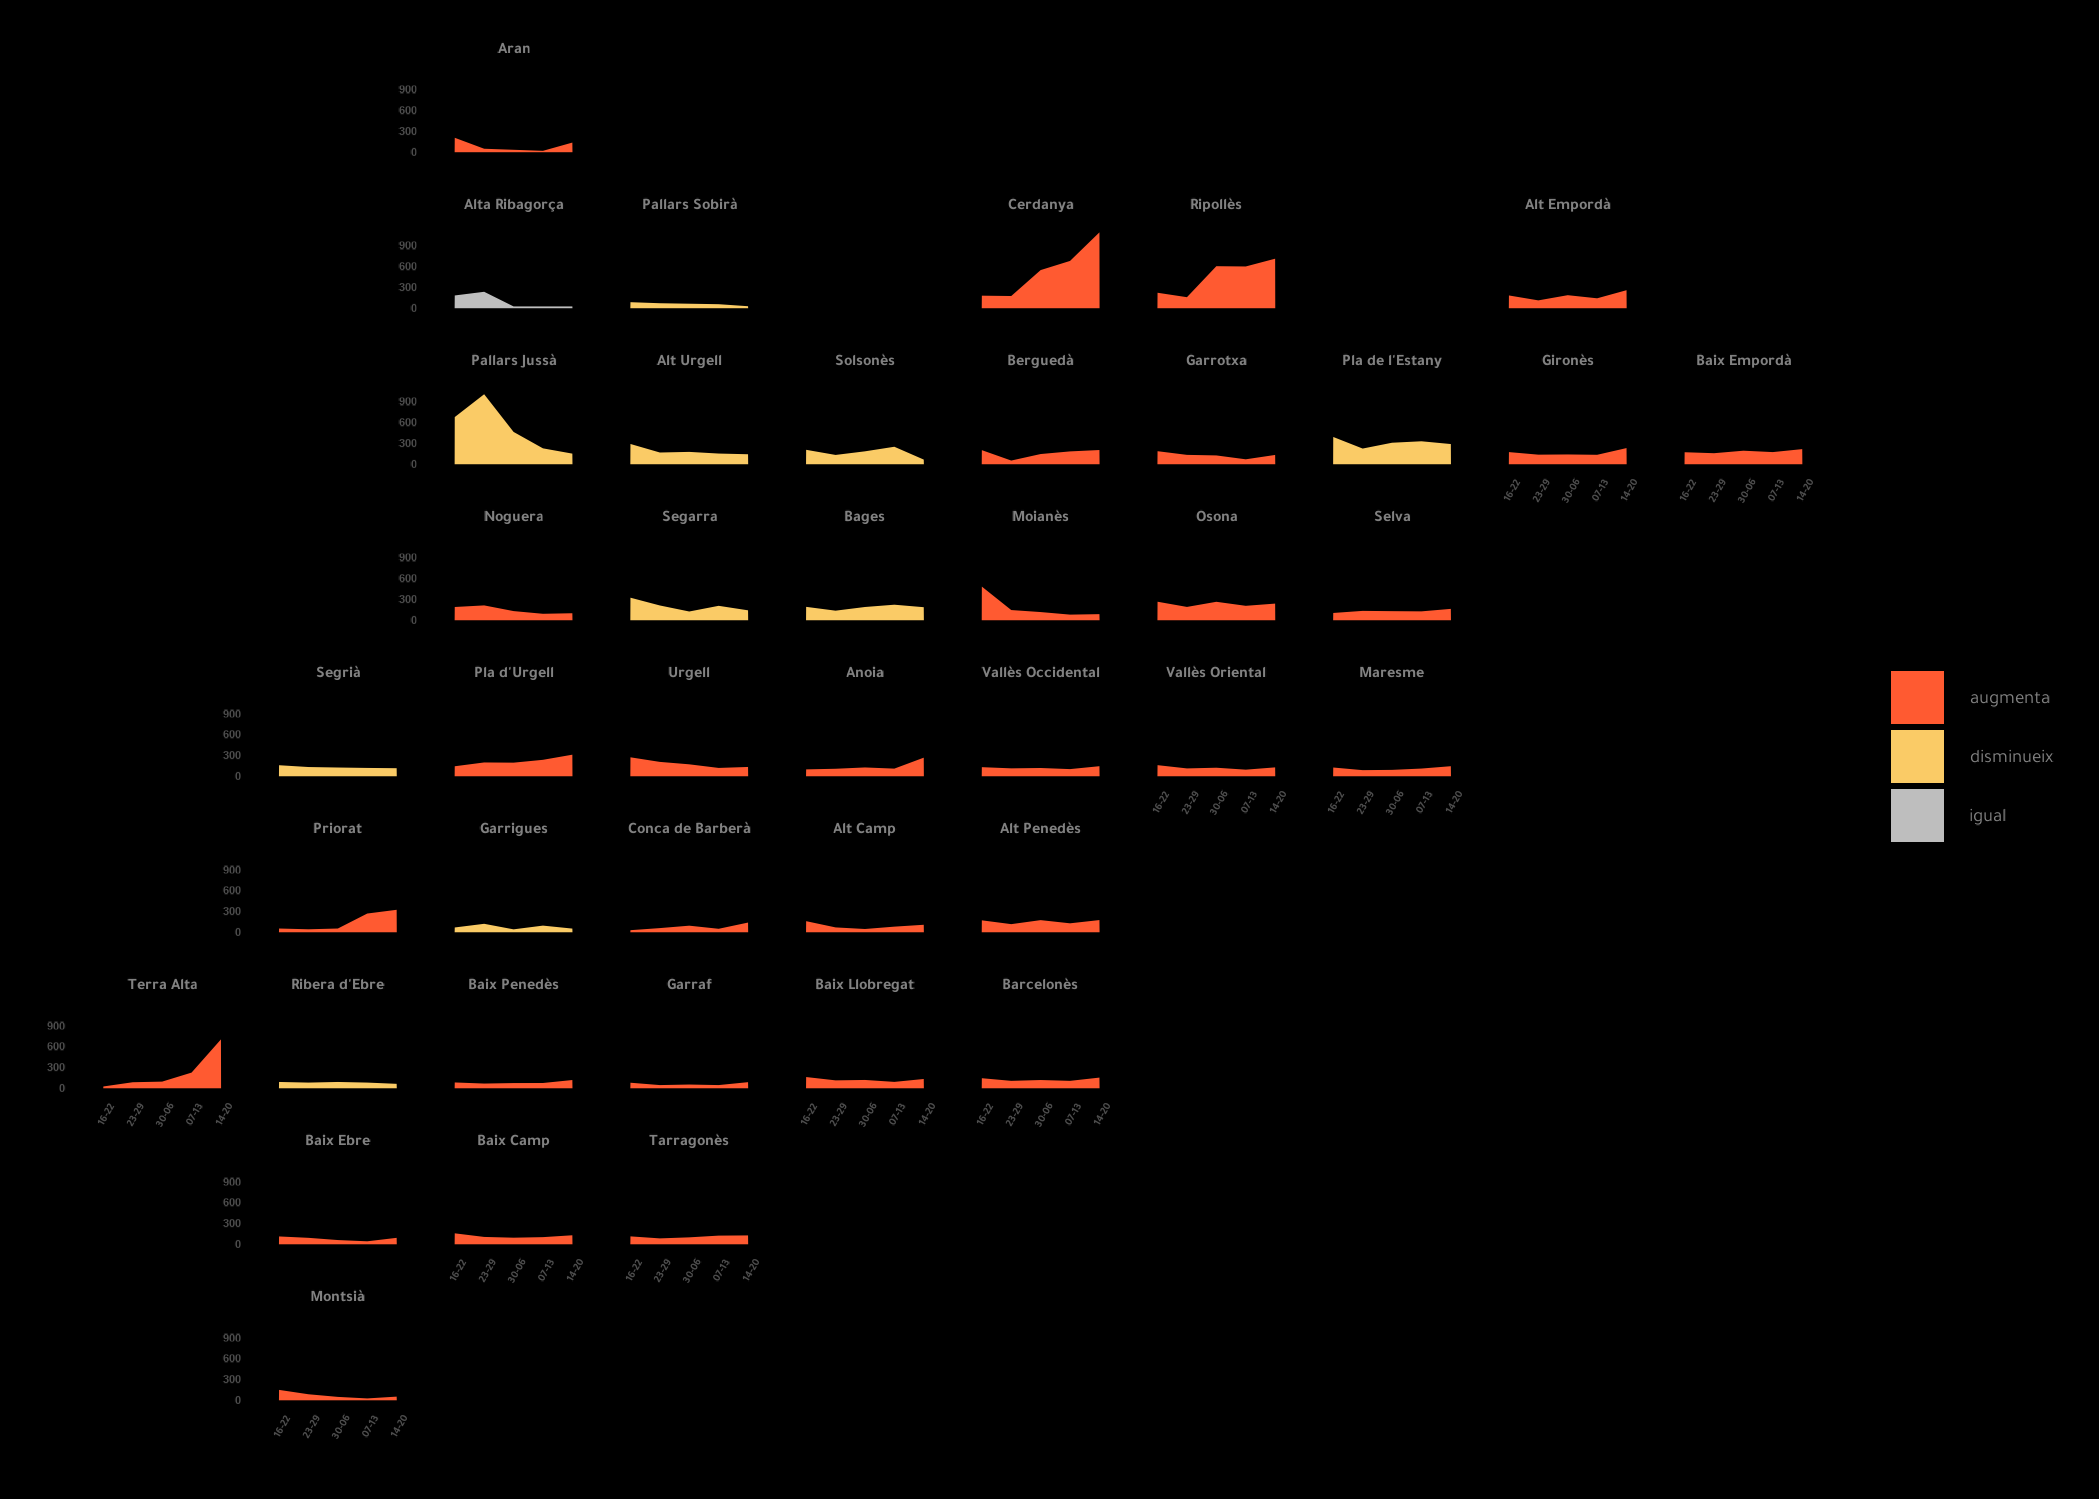 Aran
900
600
300
0
Alta Ribagorça Pallars Sobirà Cerdanya Ripollès Alt Empordà
900
600
300
0
Pallars Jussà Alt Urgell Solsonès Berguedà Garrotxa Pla de l'Estany Gironès Baix Empordà
900
600
300
0
16-22 23-29 30-06 07-13 14-20 16-22 23-29 30-06 07-13 14-20
Noguera Segarra Bages Moianès Osona Selva
900
600
300
0
Segrià Pla d'Urgell Urgell Anoia Vallès Occidental Vallès Oriental Maresme
900
600
300
0
16-22 23-29 30-06 07-13 14-20 16-22 23-29 30-06 07-13 14-20
augmenta
disminueix
igual
Priorat Garrigues Conca de Barberà Alt Camp Alt Penedès
900
600
300
0
Terra Alta Ribera d'Ebre Baix Penedès Garraf Baix Llobregat Barcelonès
900
600
300
0
16-22 23-29 30-06 07-13 14-20 16-22 23-29 30-06 07-13 14-20 16-22 23-29 30-06 07-13 14-20
Baix Ebre Baix Camp Tarragonès
900
600
300
0
16-22 23-29 30-06 07-13 14-20 16-22 23-29 30-06 07-13 14-20
Montsià
900
600
300
0
16-22 23-29 30-06 07-13 14-20